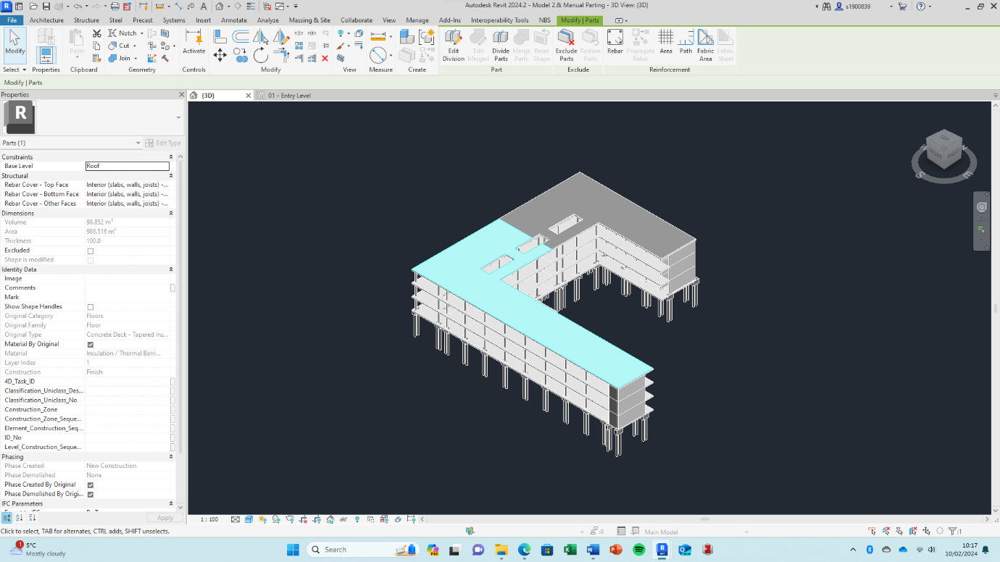 Autodesk Revit 2024.2 - Model 2.& Manual Parting - 3D View: {3D}
s1900839
File Architecture Structure Steel Precast Systems Insert Annotate Analyze Massing & Site Collaborate View Manage Add-Ins Interoperability Tools NBS Modify | Parts
Modify
Properties
Paste
Notch
Cut
Join
Activate
Edit Division
Edit Merged
Divide Parts
Merge Parts
Reset Shape
Exclude Parts
Restore Parts
Rebar
Propagate Rebar
Area
Path
Fabric Area
Fabric Sheet
Select Properties Clipboard Geometry Controls Modify View Measure Create Part Exclude Reinforcement
Modify | Parts
Properties
{3D}
01 - Entry Level
R
Parts (1)
Edit Type
Constraints
Base Level Roof
Structural
Rebar Cover - Top Face Interior (slabs, walls, joists) -...
Rebar Cover - Bottom Face Interior (slabs, walls, joists) -...
Rebar Cover - Other Faces Interior (slabs, walls, joists) -...
Dimensions
Volume 98.852 m³
Area 988.516 m²
Thickness 100.0
Excluded
Shape is modified
Identity Data
Image
Comments
Mark
Show Shape Handles
Original Category Floors
Original Family Floor
Original Type Concrete Deck - Tapered Ins...
Material By Original
Material Insulation / Thermal Barri...
Layer Index 1
Construction Finish
4D_Task_ID
Classification_Uniclass_Des...
Classification_Uniclass_No
Construction_Zone
Construction_Zone_Seque...
Element_Construction_Seq...
ID_No
Level_Construction_Seque...
Phasing
Phase Created New Construction
Phase Demolished None
Phase Created By Original
Phase Demolished By Origi...
IFC Parameters
Apply
TOP
FRONT
RIGHT
S
E
N
1 : 100
Click to select, TAB for alternates, CTRL adds, SHIFT unselects.
:0
Main Model
:1
1
5°C
Mostly cloudy
Search
PRE
10:17
10/02/2024